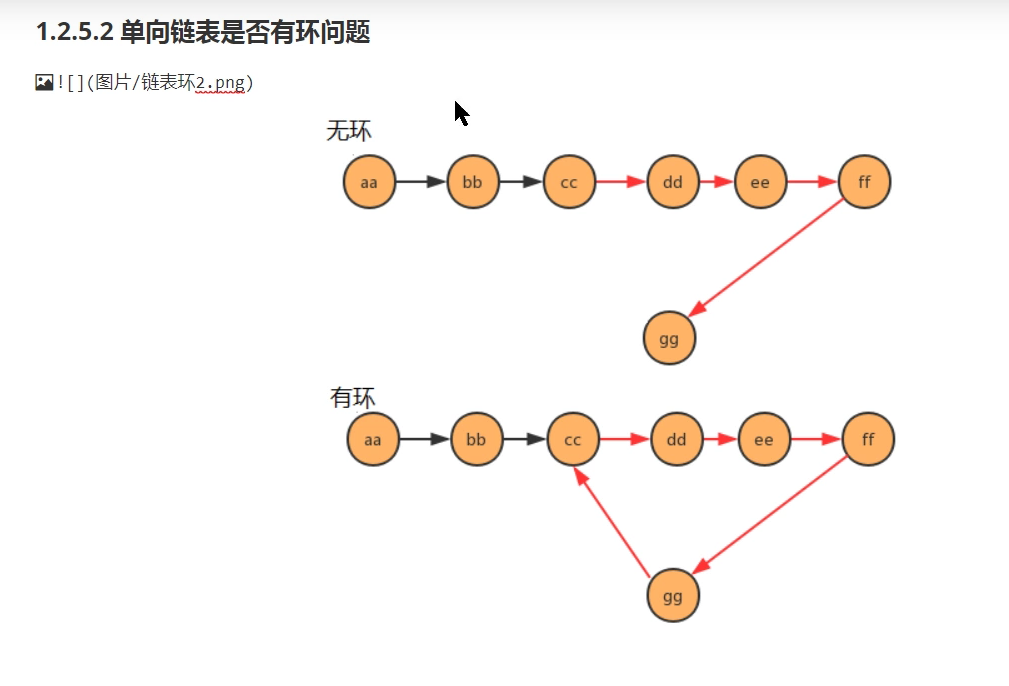 1.2.5.2 单向链表是否有环问题
![](图片/链表环2.png)
无环
aa bb cc dd ee ff
gg
有环
aa bb cc dd ee ff
gg